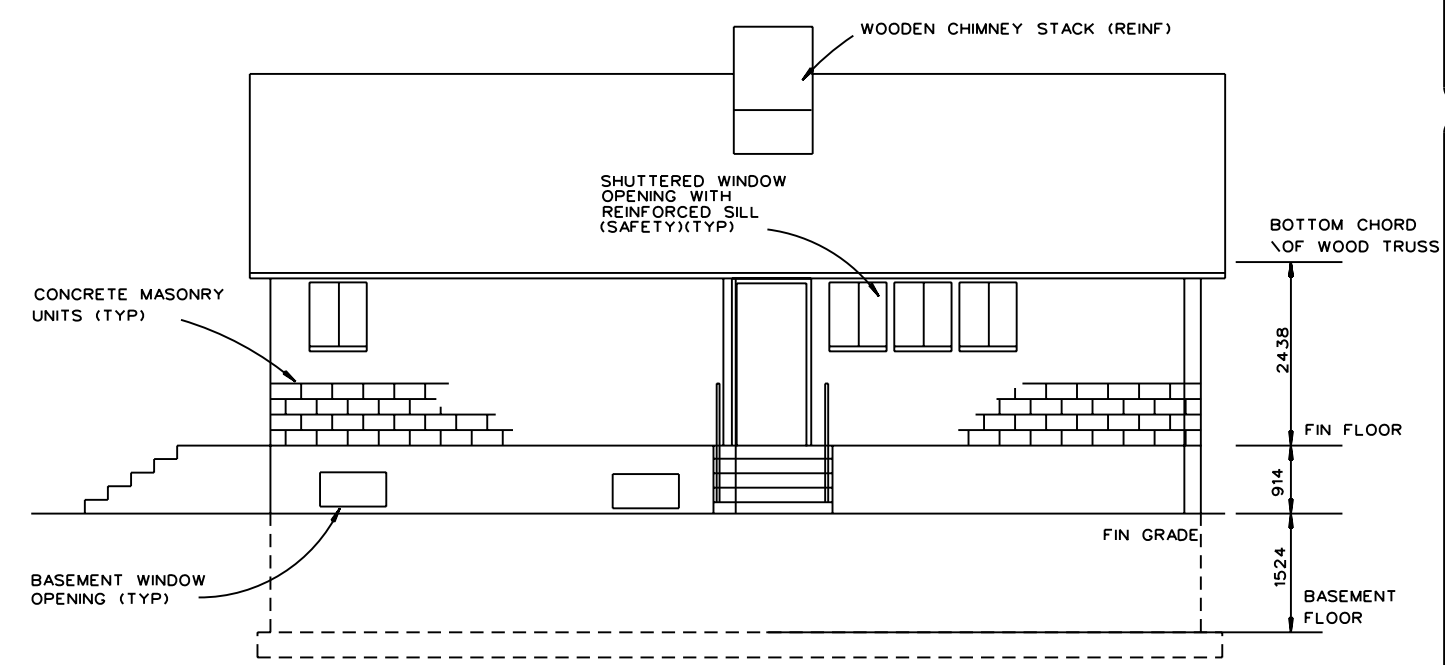 WOODEN CHIMNEY STACK (REINF)
SHUTTERED WINDOW
OPENING WITH
REINFORCED SILL
(SAFETY)(TYP)
BOTTOM CHORD
\OF WOOD TRUSS
CONCRETE MASONRY
UNITS (TYP)
2438
FIN FLOOR
914
FIN GRADE
1524
BASEMENT WINDOW
OPENING (TYP)
BASEMENT
FLOOR